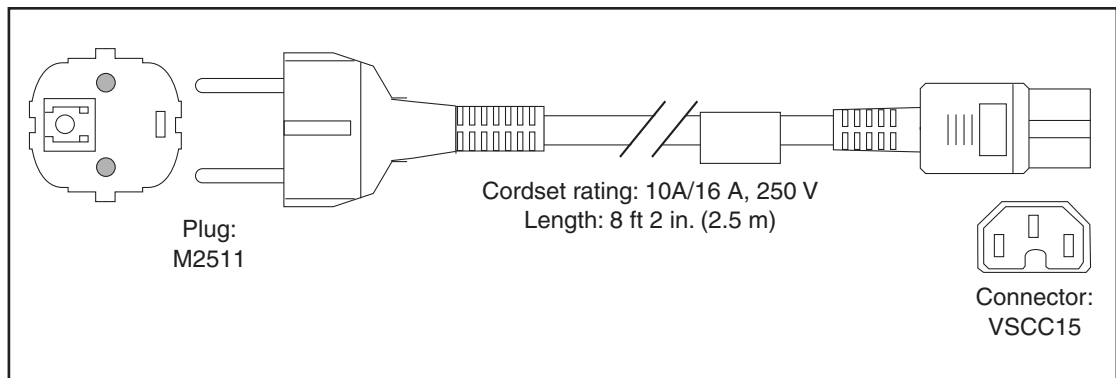 Cordset rating: 10A/16 A, 250 V
Length: 8 ft 2 in. (2.5 m)
Plug:
M2511
Connector:
VSCC15